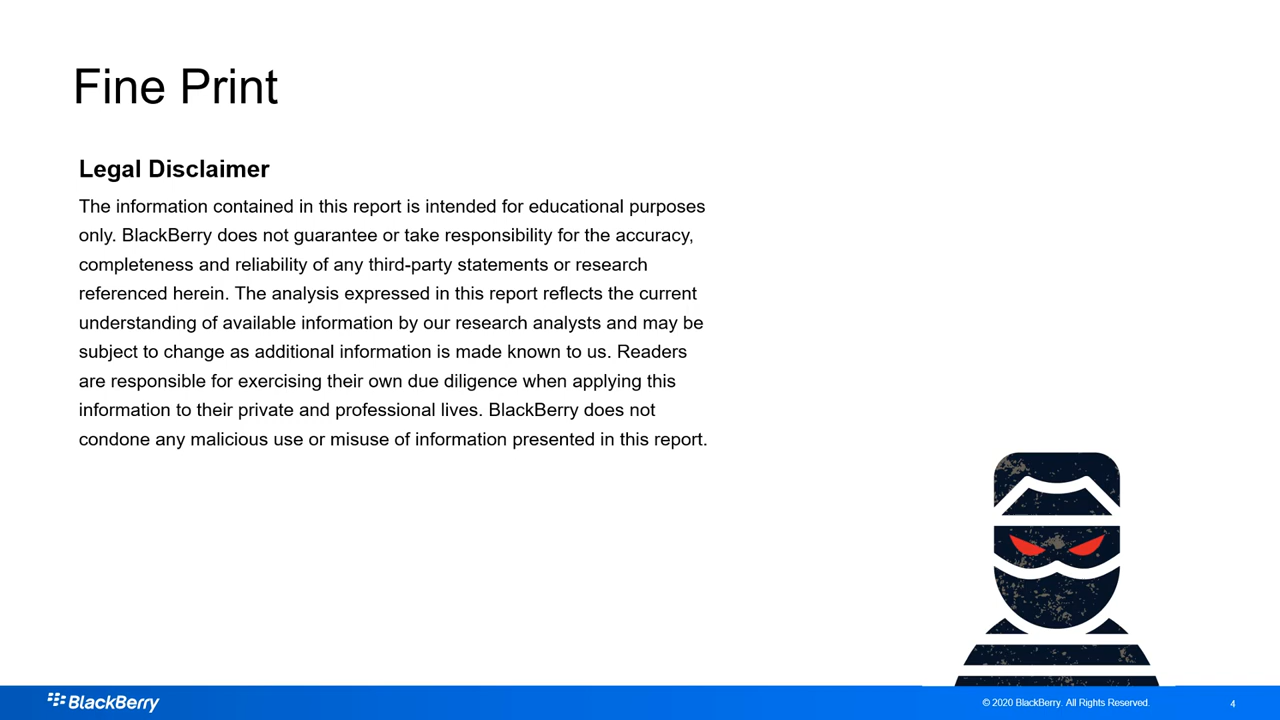 Fine Print
Legal Disclaimer
The information contained in this report is intended for educational purposes
only. BlackBerry does not guarantee or take responsibility for the accuracy,
completeness and reliability of any third-party statements or research
referenced herein. The analysis expressed in this report reflects the current
understanding of available information by our research analysts and may be
subject to change as additional information is made known to us. Readers
are responsible for exercising their own due diligence when applying this
information to their private and professional lives. BlackBerry does not
condone any malicious use or misuse of information presented in this report.
BlackBerry
© 2020 BlackBerry. All Rights Reserved.
4